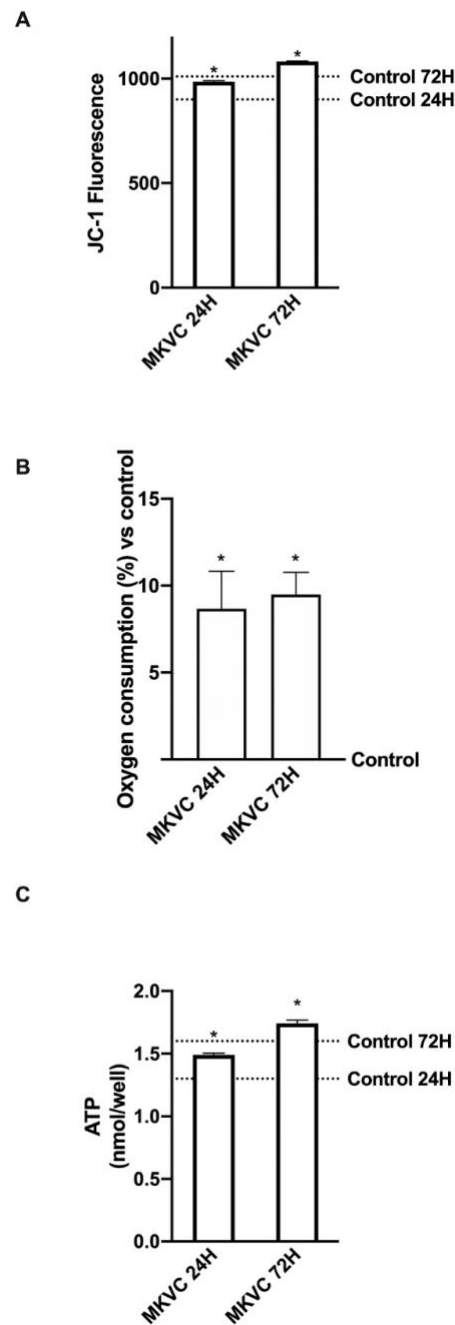 A
JC-1 Fluorescence
1000
500
0
*
*
Control 72H
Control 24H
MKVC 24H
MKVC 72H
B
Oxygen consumption (%) vs control
15
10
5
*
*
Control
MKVC 24H
MKVC 72H
C
ATP
(nmol/well)
2.0
1.5
1.0
0.5
0.0
*
*
Control 72H
Control 24H
MKVC 24H
MKVC 72H